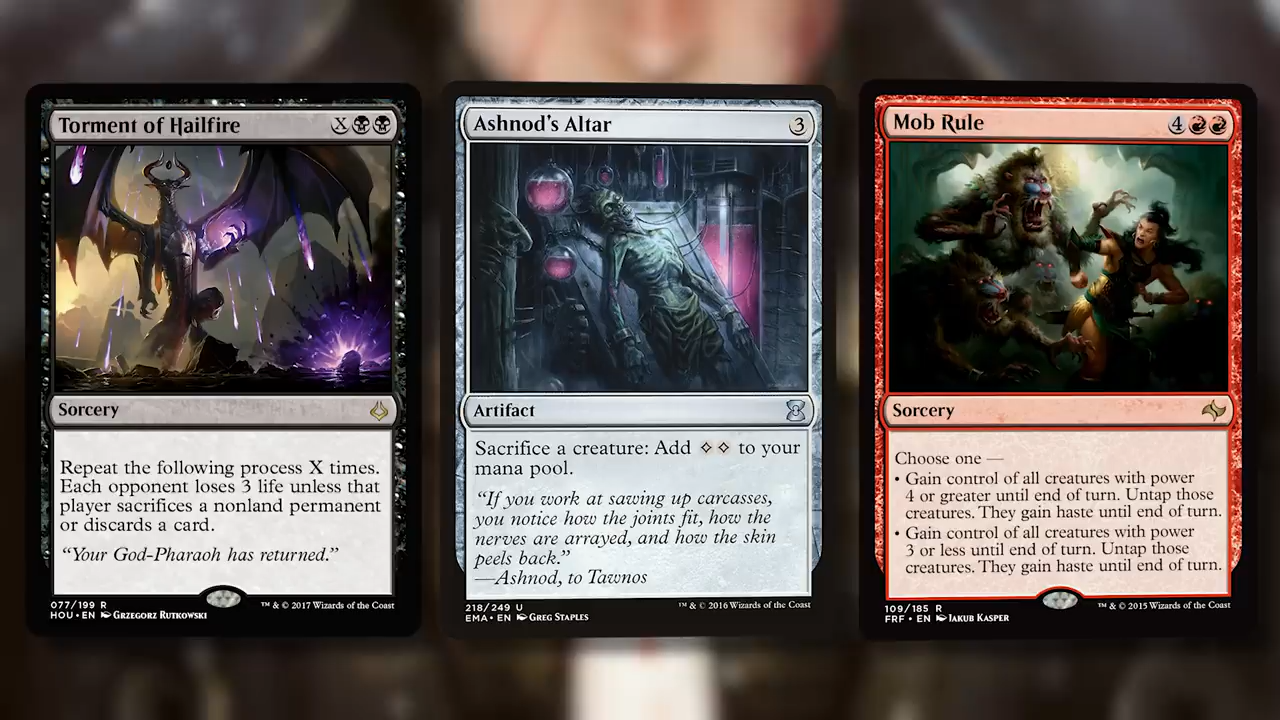 Torment of Hailfire X
Sorcery
Repeat the following process X times.
Each opponent loses 3 life unless that
player sacrifices a nonland permanent
or discards a card.
“Your God-Pharaoh has returned.”
077/199 R
HOU • EN Grzegorz Rutkowski
™ & © 2017 Wizards of the Coast
Ashnod's Altar 3
Artifact
Sacrifice a creature: Add to your
mana pool.
“If you work at sawing up carcasses,
you notice how the joints fit, how the
nerves are arrayed, and how the skin
peels back.”
—Ashnod, to Tawnos
218/249 U
EMA • EN Greg Staples
™ & © 2016 Wizards of the Coast
Mob Rule 4
Sorcery
Choose one —
• Gain control of all creatures with power
4 or greater until end of turn. Untap those
creatures. They gain haste until end of turn.
• Gain control of all creatures with power
3 or less until end of turn. Untap those
creatures. They gain haste until end of turn.
109/185 R
FRF • EN Jakub Kasper
™ & © 2015 Wizards of the Coast